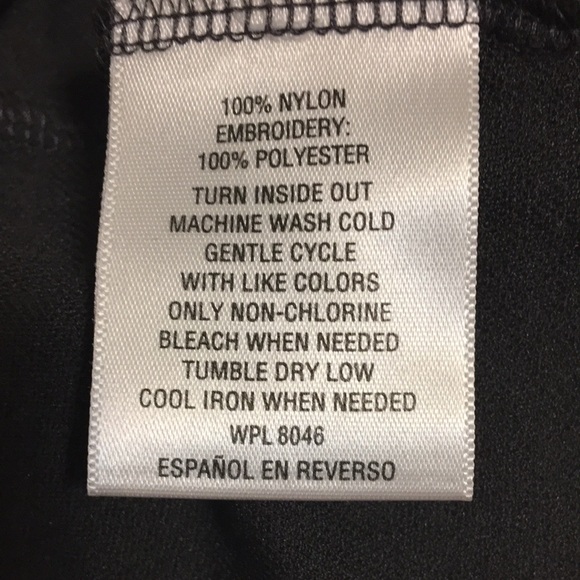 100% NYLON
EMBROIDERY:
100% POLYESTER
TURN INSIDE OUT
MACHINE WASH COLD
GENTLE CYCLE
WITH LIKE COLORS
ONLY NON-CHLORINE
BLEACH WHEN NEEDED
TUMBLE DRY LOW
COOL IRON WHEN NEEDED
WPL 8046
ESPAÑOL EN REVERSO